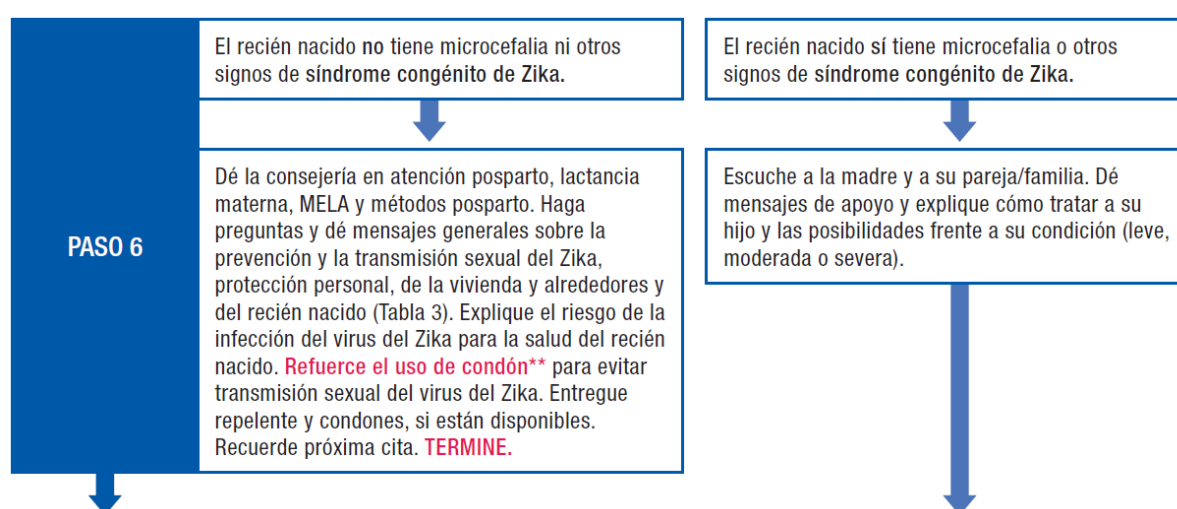 PASO 6
El recién nacido no tiene microcefalia ni otros
signos de síndrome congénito de Zika.
Dé la consejería en atención posparto, lactancia
materna, MELA y métodos posparto. Haga
preguntas y dé mensajes generales sobre la
prevención y la transmisión sexual del Zika,
protección personal, de la vivienda y alrededores y
del recién nacido (Tabla 3). Explique el riesgo de la
infección del virus del Zika para la salud del recién
nacido. Refuerce el uso de condón** para evitar
transmisión sexual del virus del Zika. Entregue
repelente y condones, si están disponibles.
Recuerde próxima cita. TERMINE.
El recién nacido sí tiene microcefalia o otros
signos de síndrome congénito de Zika.
Escuche a la madre y a su pareja/familia. Dé
mensajes de apoyo y explique cómo tratar a su
hijo y las posibilidades frente a su condición (leve,
moderada o severa).